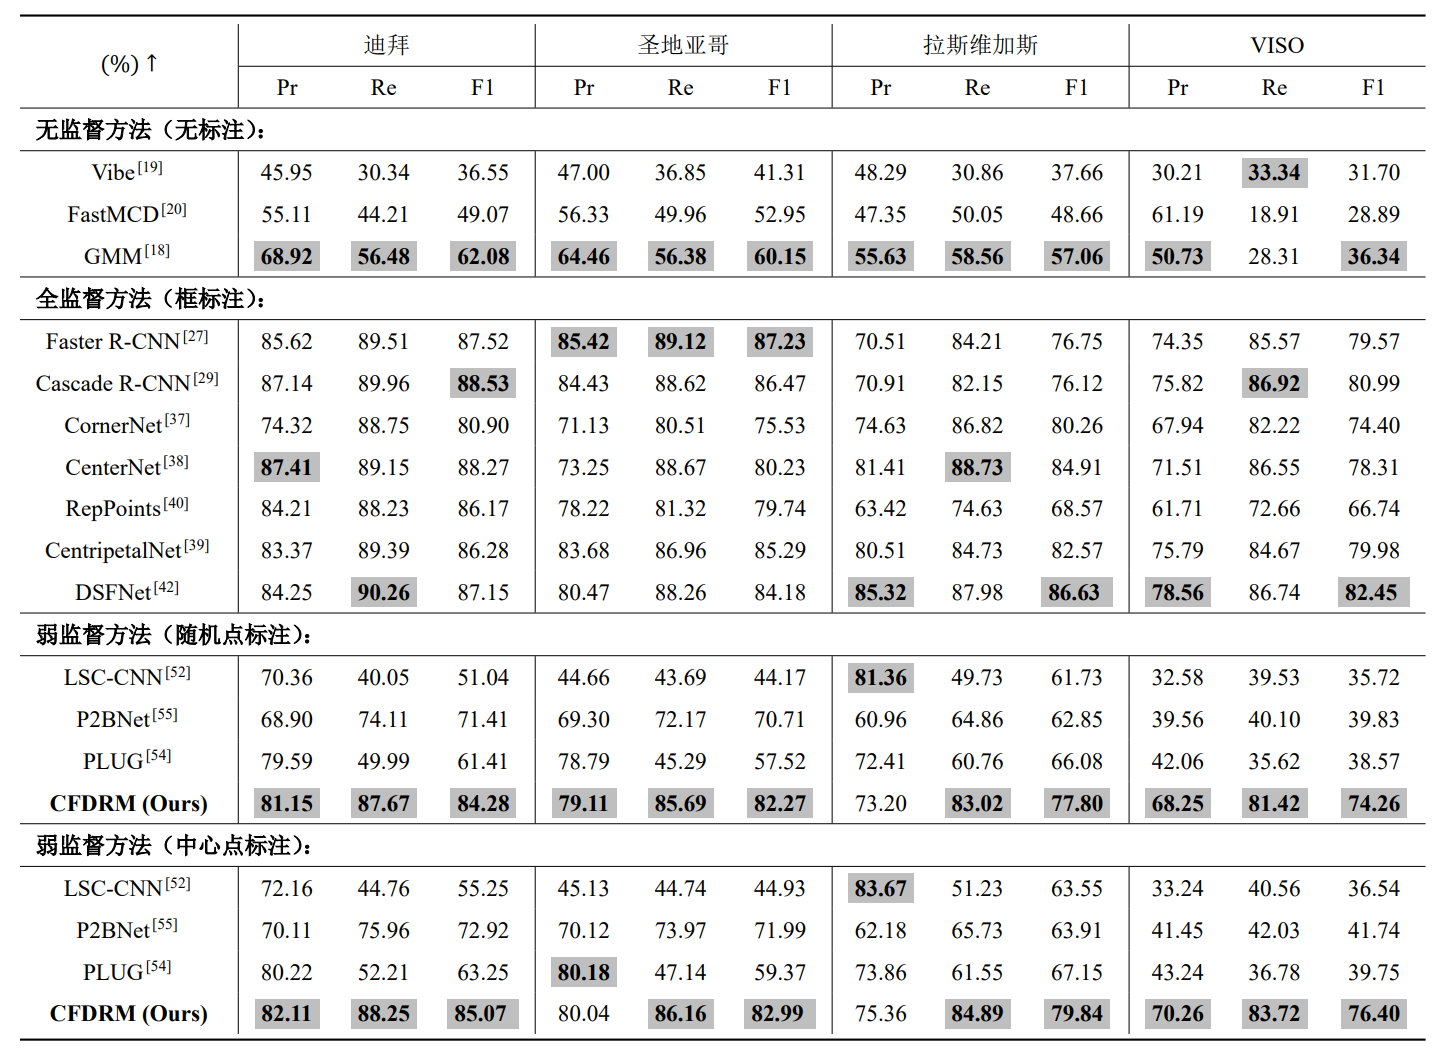 (%)↑ 迪拜 圣地亚哥 拉斯维加斯 VISO
Pr Re F1 Pr Re F1 Pr Re F1 Pr Re F1
无监督方法（无标注）：
Vibe[19] 45.95 30.34 36.55 47.00 36.85 41.31 48.29 30.86 37.66 30.21 33.34 31.70
FastMCD[20] 55.11 44.21 49.07 56.33 49.96 52.95 47.35 50.05 48.66 61.19 18.91 28.89
GMM[18] 68.92 56.48 62.08 64.46 56.38 60.15 55.63 58.56 57.06 50.73 28.31 36.34
全监督方法（框标注）：
Faster R-CNN[27] 85.62 89.51 87.52 85.42 89.12 87.23 70.51 84.21 76.75 74.35 85.57 79.57
Cascade R-CNN[29] 87.14 89.96 88.53 84.43 88.62 86.47 70.91 82.15 76.12 75.82 86.92 80.99
CornerNet[37] 74.32 88.75 80.90 71.13 80.51 75.53 74.63 86.82 80.26 67.94 82.22 74.40
CenterNet[38] 87.41 89.15 88.27 73.25 88.67 80.23 81.41 88.73 84.91 71.51 86.55 78.31
RepPoints[40] 84.21 88.23 86.17 78.22 81.32 79.74 63.42 74.63 68.57 61.71 72.66 66.74
CentripetalNet[39] 83.37 89.39 86.28 83.68 86.96 85.29 80.51 84.73 82.57 75.79 84.67 79.98
DSFNet[42] 84.25 90.26 87.15 80.47 88.26 84.18 85.32 87.98 86.63 78.56 86.74 82.45
弱监督方法（随机点标注）：
LSC-CNN[52] 70.36 40.05 51.04 44.66 43.69 44.17 81.36 49.73 61.73 32.58 39.53 35.72
P2BNet[55] 68.90 74.11 71.41 69.30 72.17 70.71 60.96 64.86 62.85 39.56 40.10 39.83
PLUG[54] 79.59 49.99 61.41 78.79 45.29 57.52 72.41 60.76 66.08 42.06 35.62 38.57
CFDRM (Ours) 81.15 87.67 84.28 79.11 85.69 82.27 73.20 83.02 77.80 68.25 81.42 74.26
弱监督方法（中心点标注）：
LSC-CNN[52] 72.16 44.76 55.25 45.13 44.74 44.93 83.67 51.23 63.55 33.24 40.56 36.54
P2BNet[55] 70.11 75.96 72.92 70.12 73.97 71.99 62.18 65.73 63.91 41.45 42.03 41.74
PLUG[54] 80.22 52.21 63.25 80.18 47.14 59.37 73.86 61.55 67.15 43.24 36.78 39.75
CFDRM (Ours) 82.11 88.25 85.07 80.04 86.16 82.99 75.36 84.89 79.84 70.26 83.72 76.40